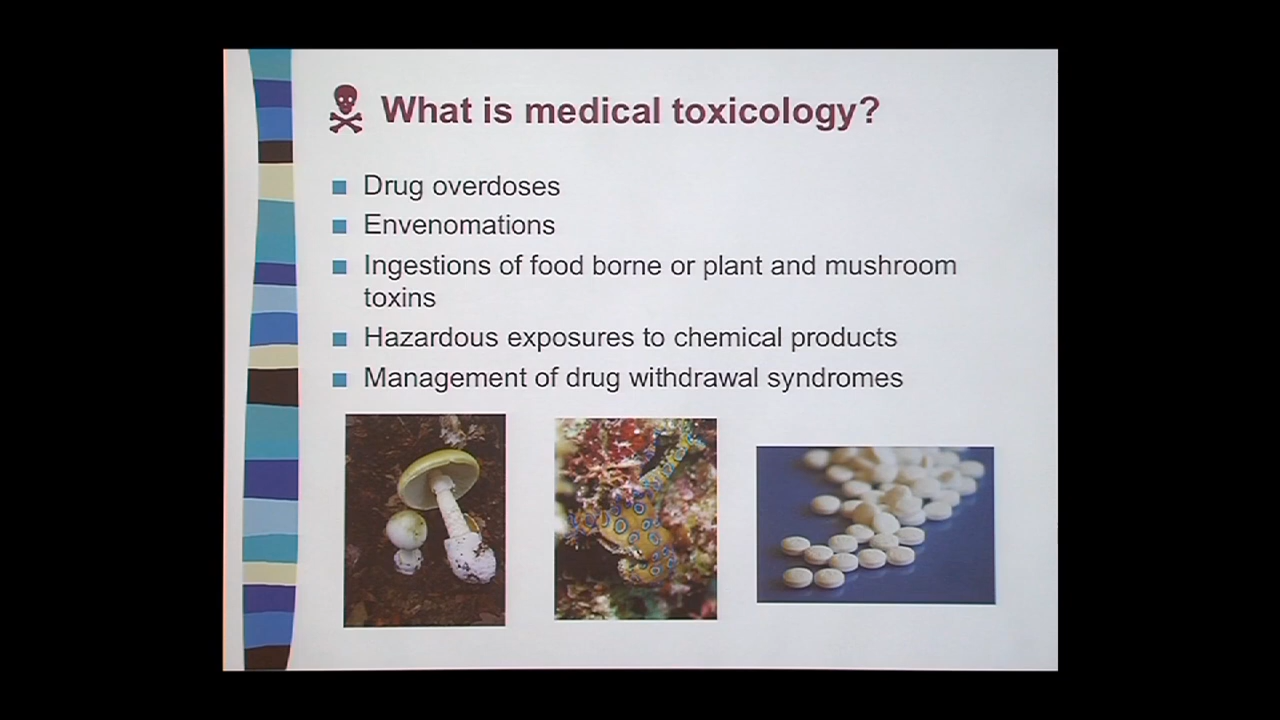 What is medical toxicology?
Drug overdoses
Envenomations
Ingestions of food borne or plant and mushroom
toxins
Hazardous exposures to chemical products
Management of drug withdrawal syndromes